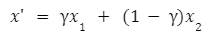 x' = γx₁ + (1 − γ)x₂